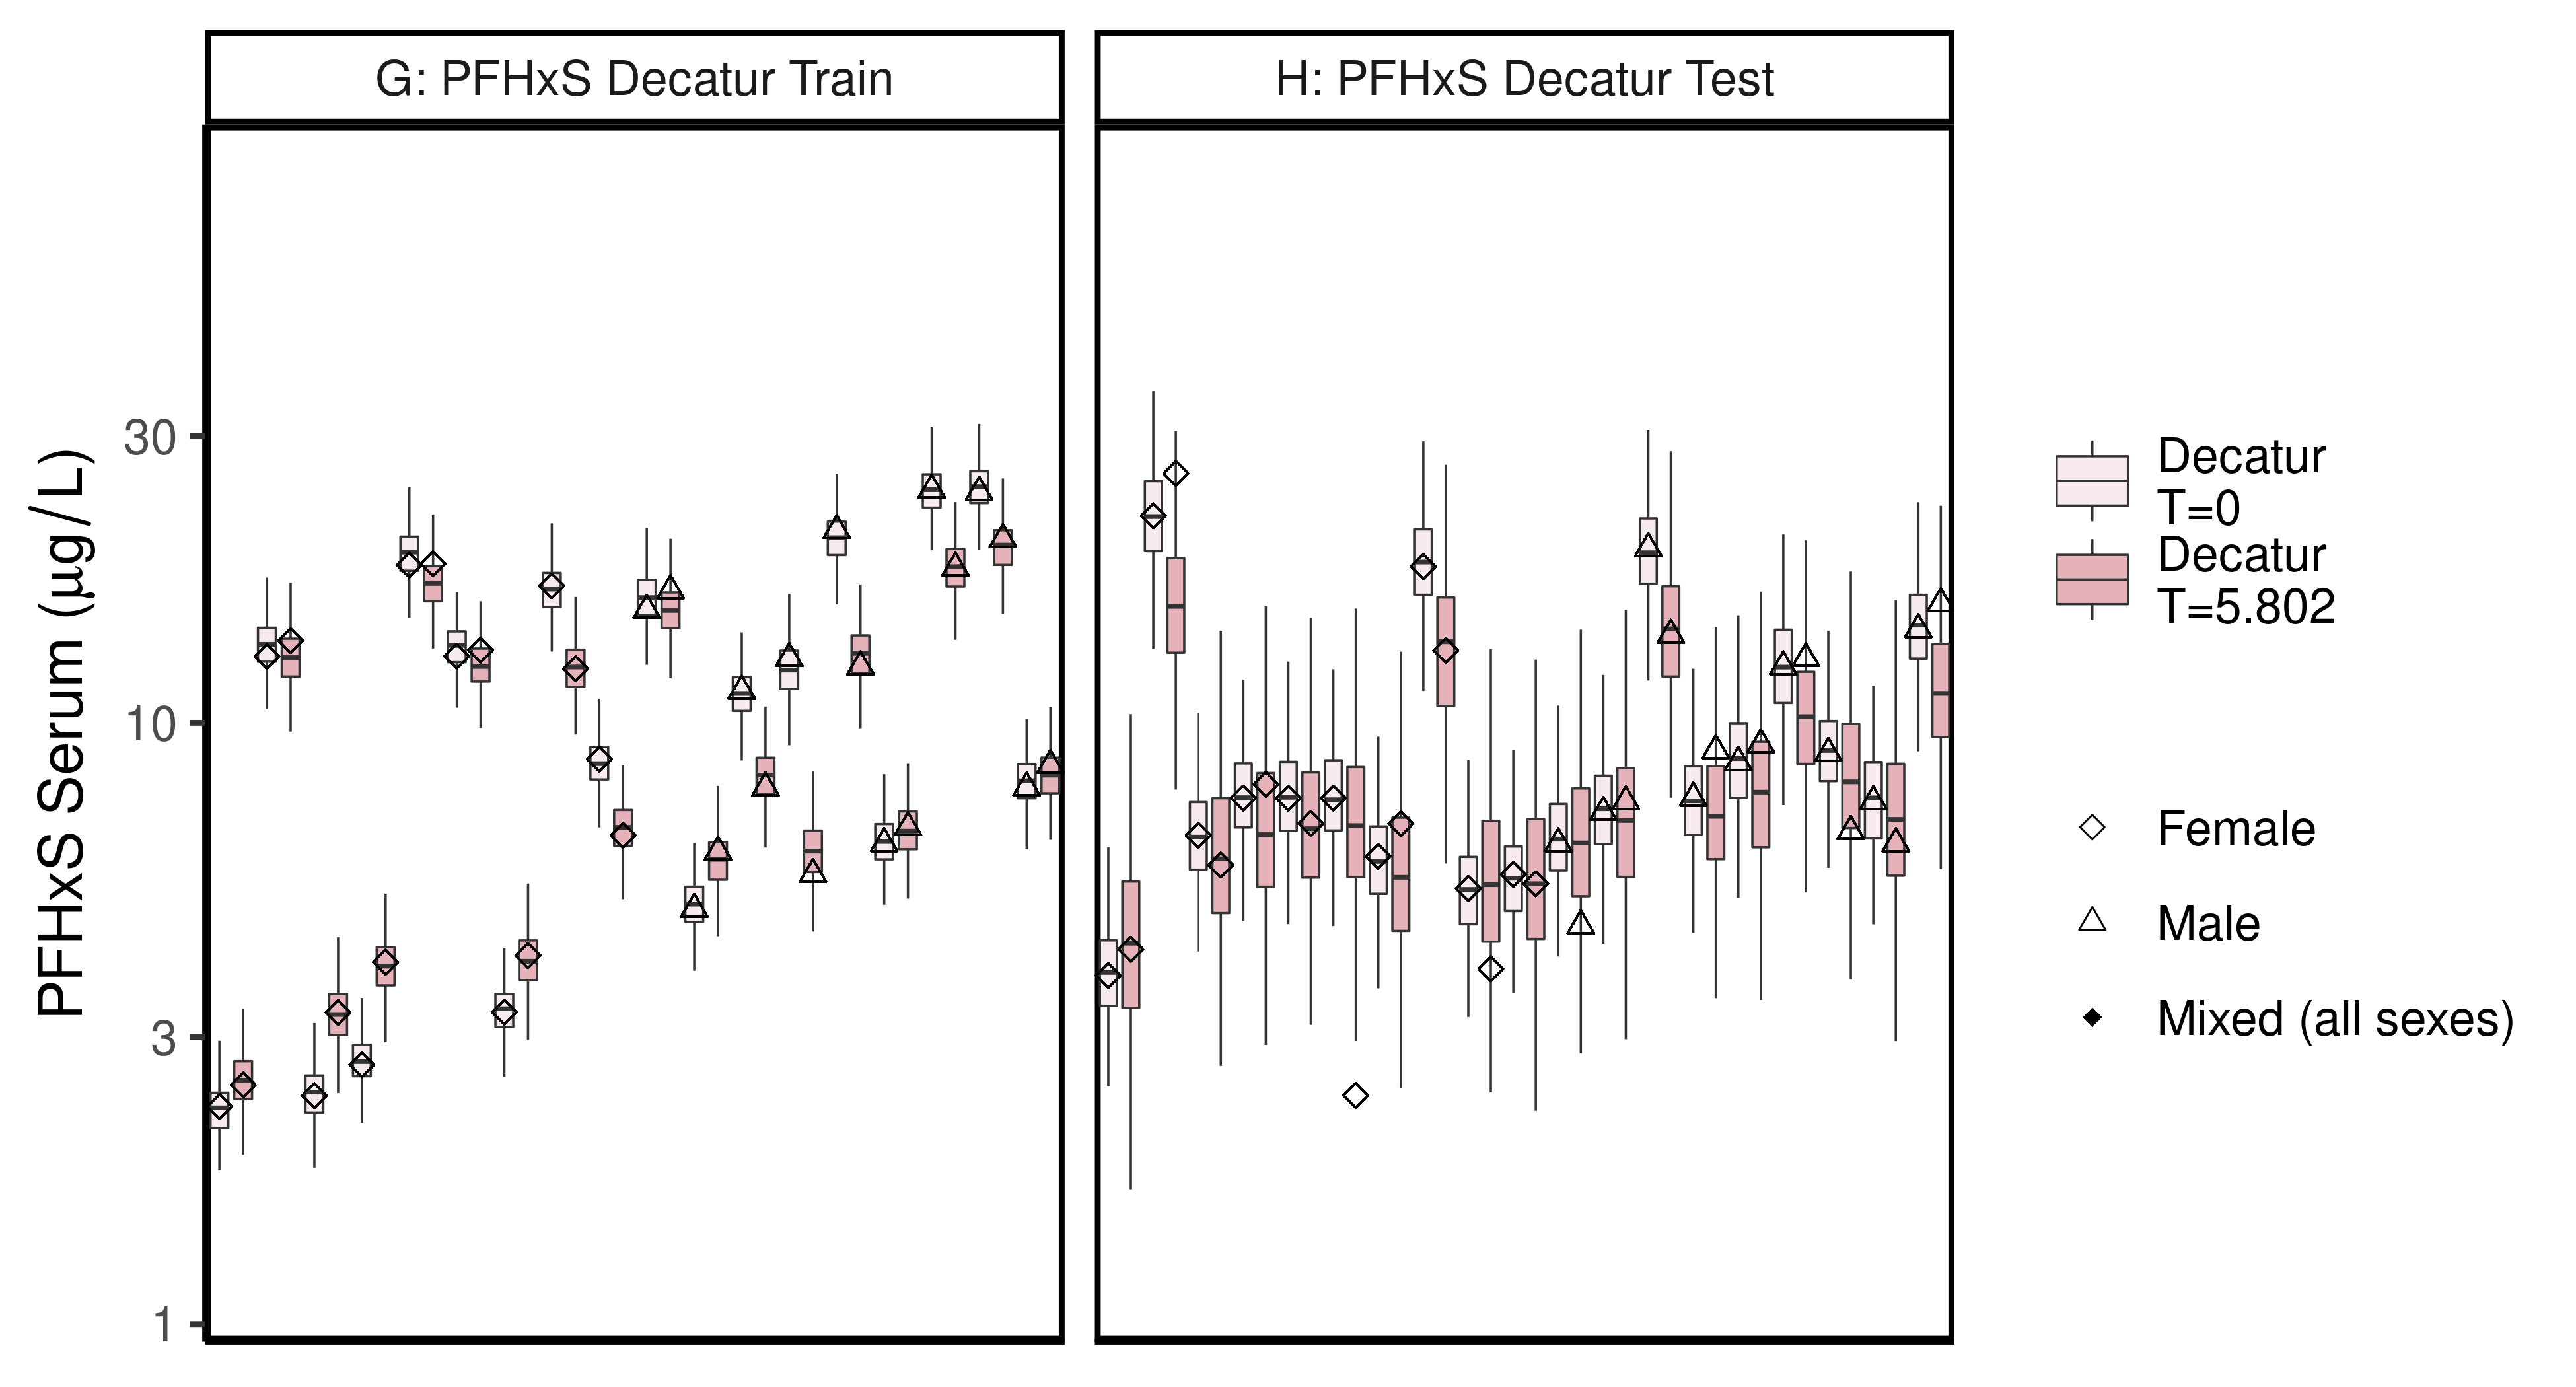 G: PFHxS Decatur Train
H: PFHxS Decatur Test
PFHxS Serum (µg/L)
30
10
3
1
Decatur
T=0
Decatur
T=5.802
Female
Male
Mixed (all sexes)